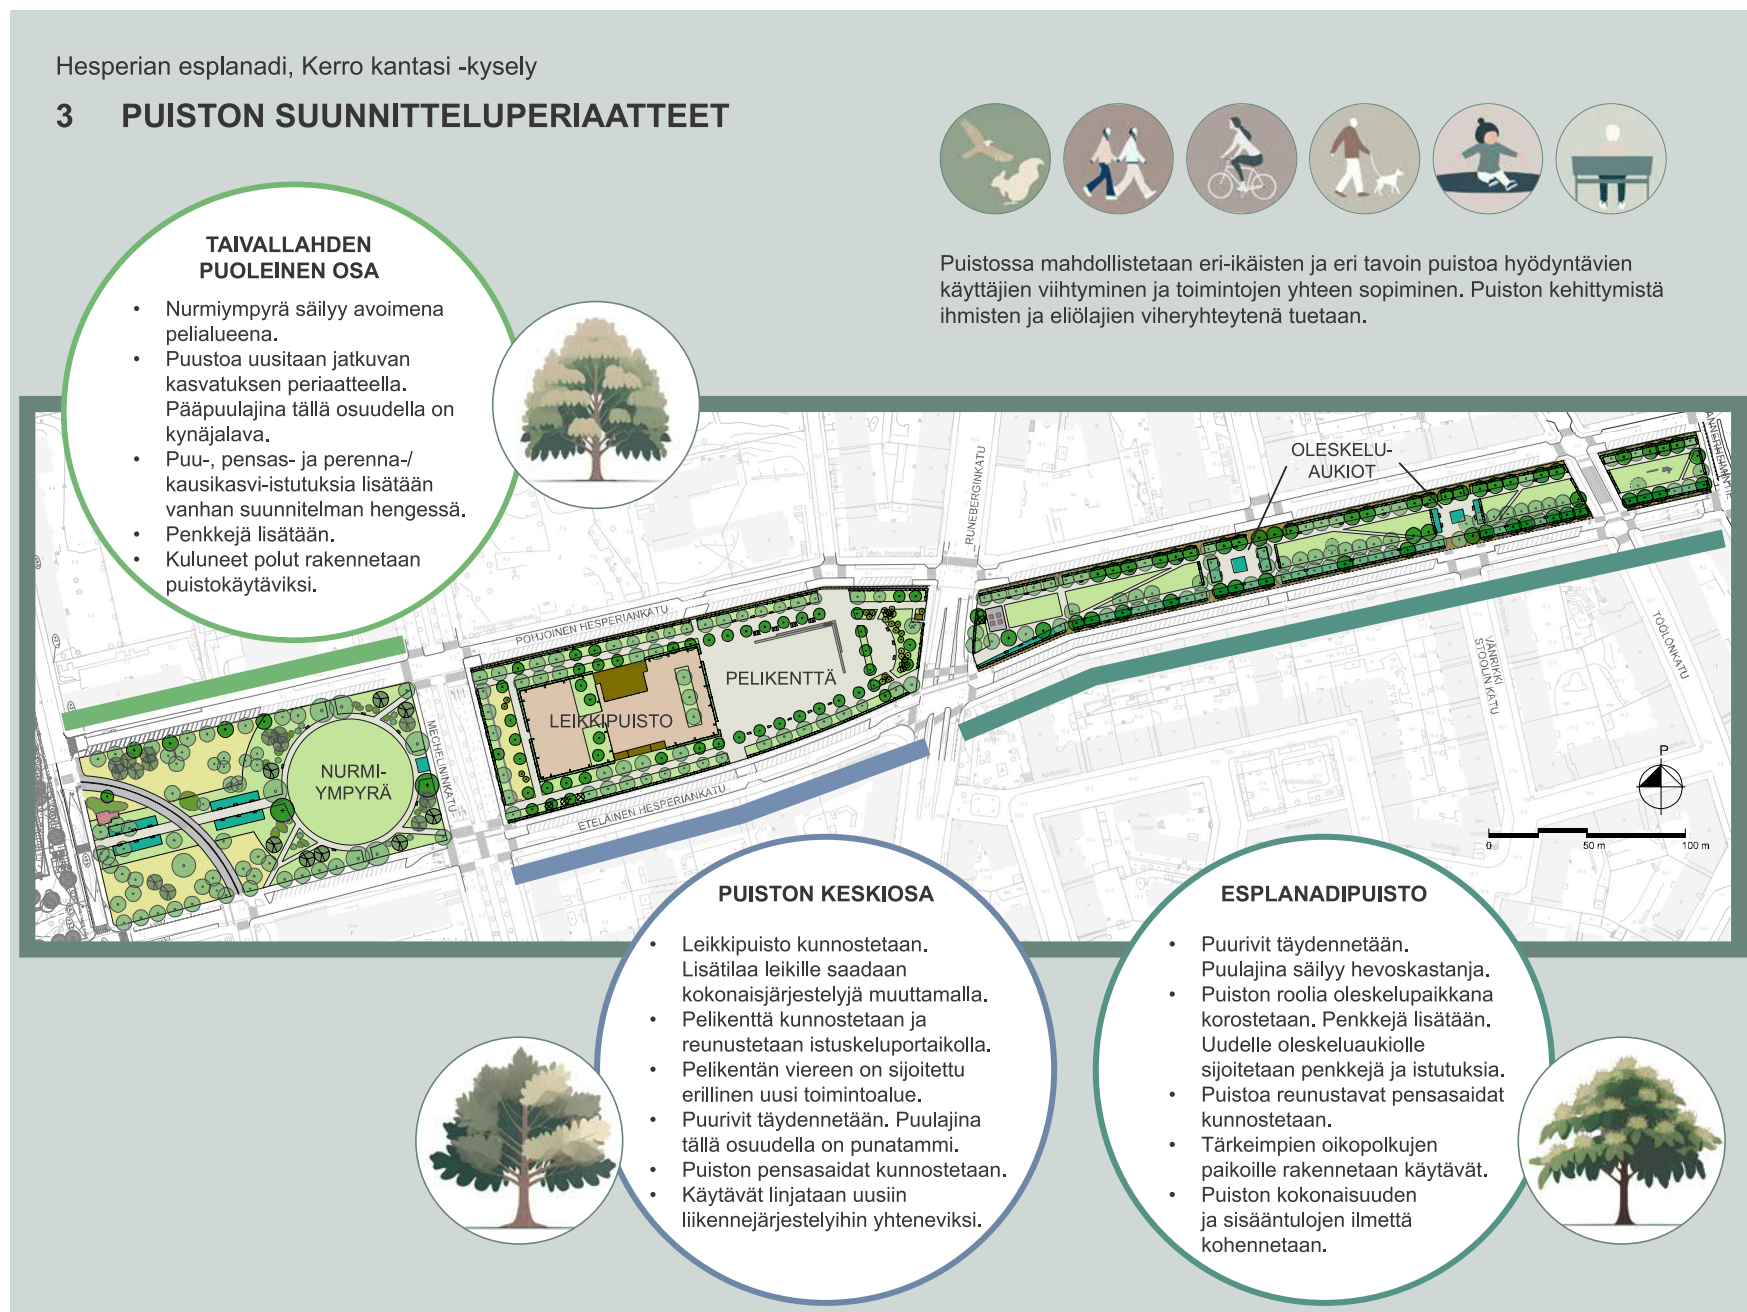 Hesperian esplanadi, Kerro kantasi -kysely
3 PUISTON SUUNNITTELUPERIAATTEET
Puistossa mahdollistetaan eri-ikäisten ja eri tavoin puistoa hyödyntävien
käyttäjien viihtyminen ja toimintojen yhteen sopiminen. Puiston kehittymistä
ihmisten ja eliölajien viheryhteytenä tuetaan.
TAIVALLAHDEN
PUOLEINEN OSA
• Nurmiympyrä säilyy avoimena
pelialueena.
• Puustoa uusitaan jatkuvan
kasvatuksen periaatteella.
Pääpuulajina tällä osuudella on
kynäjalava.
• Puu-, pensas- ja perenna-/
kausikasvi-istutuksia lisätään
vanhan suunnitelman hengessä.
• Penkkejä lisätään.
• Kuluneet polut rakennetaan
puistokäytäviksi.
OLESKELU-
AUKIOT
RUNEBERGINKATU
POHJOINEN HESPERIANKATU
PELIKENTTÄ
LEIKKIPUISTO
NURMI-
YMPYRÄ
MECHELININKATU
ETELÄINEN HESPERIANKATU
VÄNRIKKI
STOOLIN KATU
TÖÖLÖNKATU
P
0 50 m 100 m
PUISTON KESKIOSA
• Leikkipuisto kunnostetaan.
Lisätilaa leikille saadaan
kokonaisjärjestelyjä muuttamalla.
• Pelikenttä kunnostetaan ja
reunustetaan istuskeluportaikolla.
• Pelikentän viereen on sijoitettu
erillinen uusi toimintoalue.
• Puurivit täydennetään. Puulajina
tällä osuudella on punatammi.
• Puiston pensasaidat kunnostetaan.
• Käytävät linjataan uusiin
liikennejärjestelyihin yhteneviksi.
ESPLANADIPUISTO
• Puurivit täydennetään.
Puulajina säilyy hevoskastanja.
• Puiston roolia oleskelupaikkana
korostetaan. Penkkejä lisätään.
Uudelle oleskeluaukiolle
sijoitetaan penkkejä ja istutuksia.
• Puistoa reunustavat pensasaidat
kunnostetaan.
• Tärkeimpien oikopolkujen
paikoille rakennetaan käytävät.
• Puiston kokonaisuuden
ja sisääntulojen ilmettä
kohennetaan.